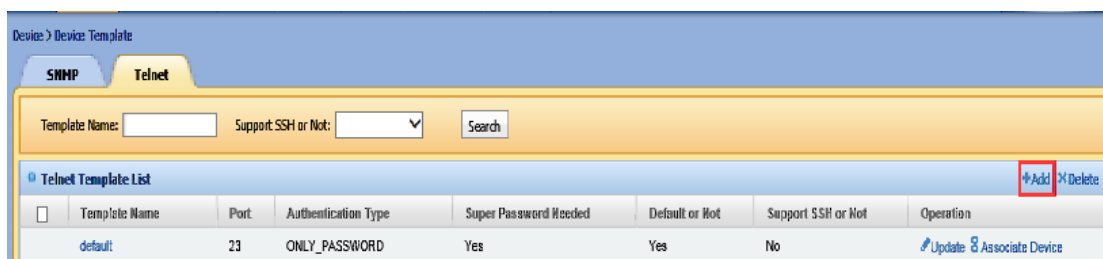 Device > Device Template
SNMP Telnet
Template Name: Support SSH or Not: Search
Telnet Template List +Add ×Delete
Template Name Port Authentication Type Super Password Needed Default or Not Support SSH or Not Operation
default 23 ONLY_PASSWORD Yes Yes No Update Associate Device